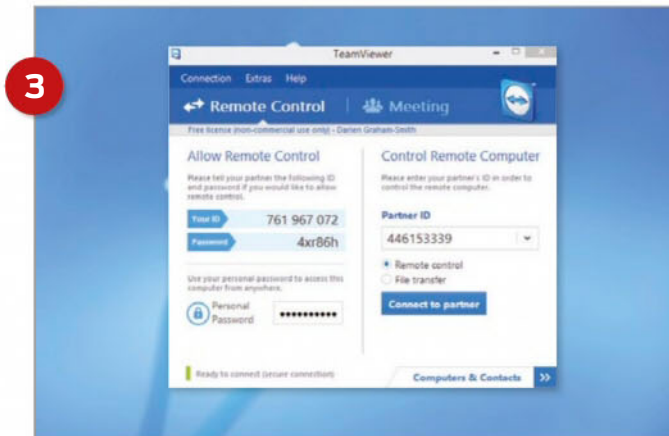 3
TeamViewer
Connection Extras Help
Remote Control Meeting
Free license (non-commercial use only) - Darien Graham-Smith
Allow Remote Control
Please tell your partner the following ID
and password if you would like to allow
remote control.
Your ID 761 967 072
Password 4xr86h
Use your personal password to access this
computer from anywhere.
Personal
Password ••••••••••
Ready to connect (secure connection)
Control Remote Computer
Please enter your partner's ID in order to
control the remote computer.
Partner ID
446153339
Remote control
File transfer
Connect to partner
Computers & Contacts